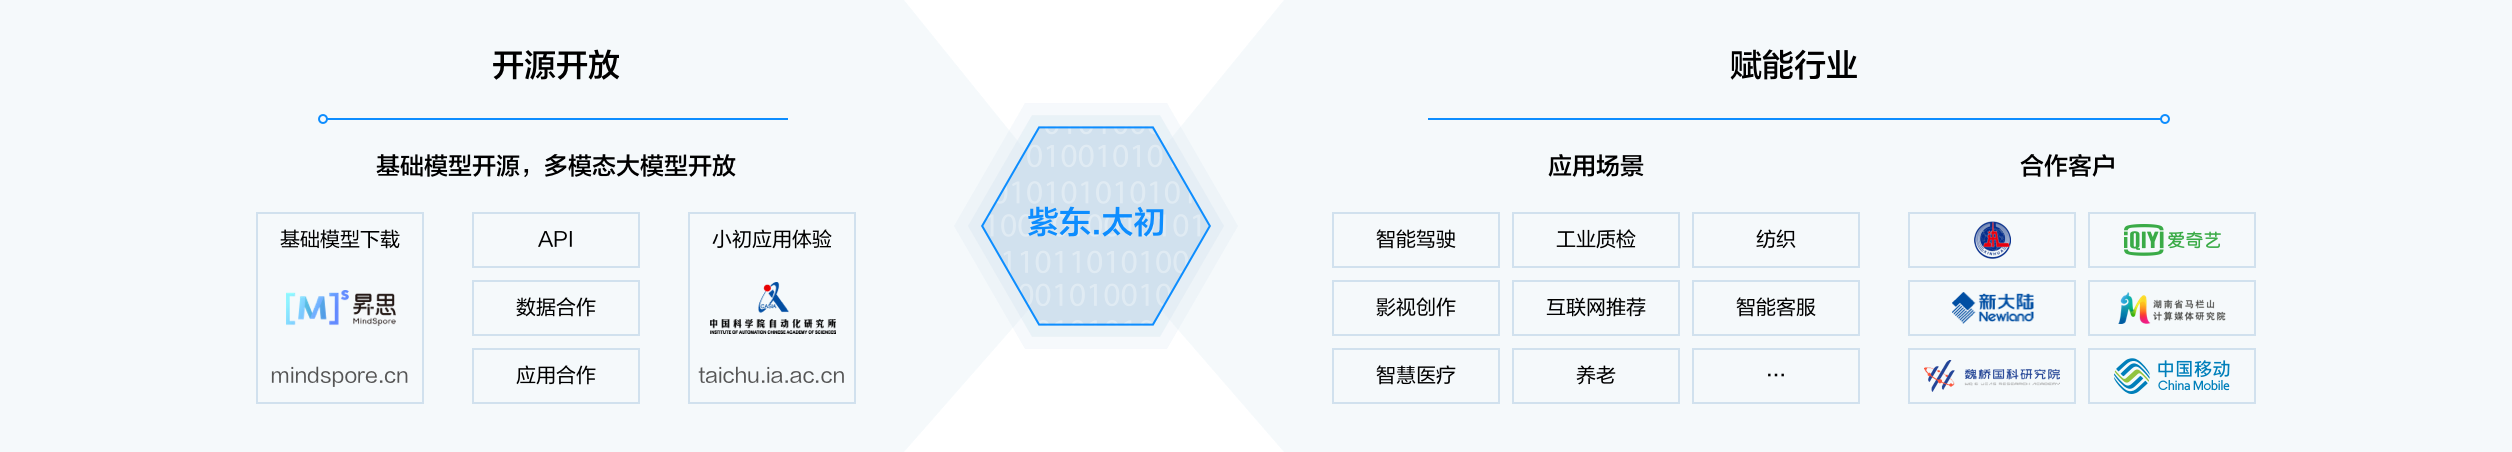 开源开放
基础模型开源，多模态大模型开放
基础模型下载
[M]s 昇思
MindSpore
mindspore.cn
API
数据合作
应用合作
小初应用体验
CASIA
中国科学院自动化研究所
INSTITUTE OF AUTOMATION CHINESE ACADEMY OF SCIENCES
taichu.ia.ac.cn
紫东.太初
赋能行业
应用场景
智能驾驶
工业质检
纺织
影视创作
互联网推荐
智能客服
智慧医疗
养老
...
合作客户
iQIYI 爱奇艺
新大陆
Newland
湖南省马栏山
计算媒体研究院
魏桥国科研究院
中国移动
China Mobile